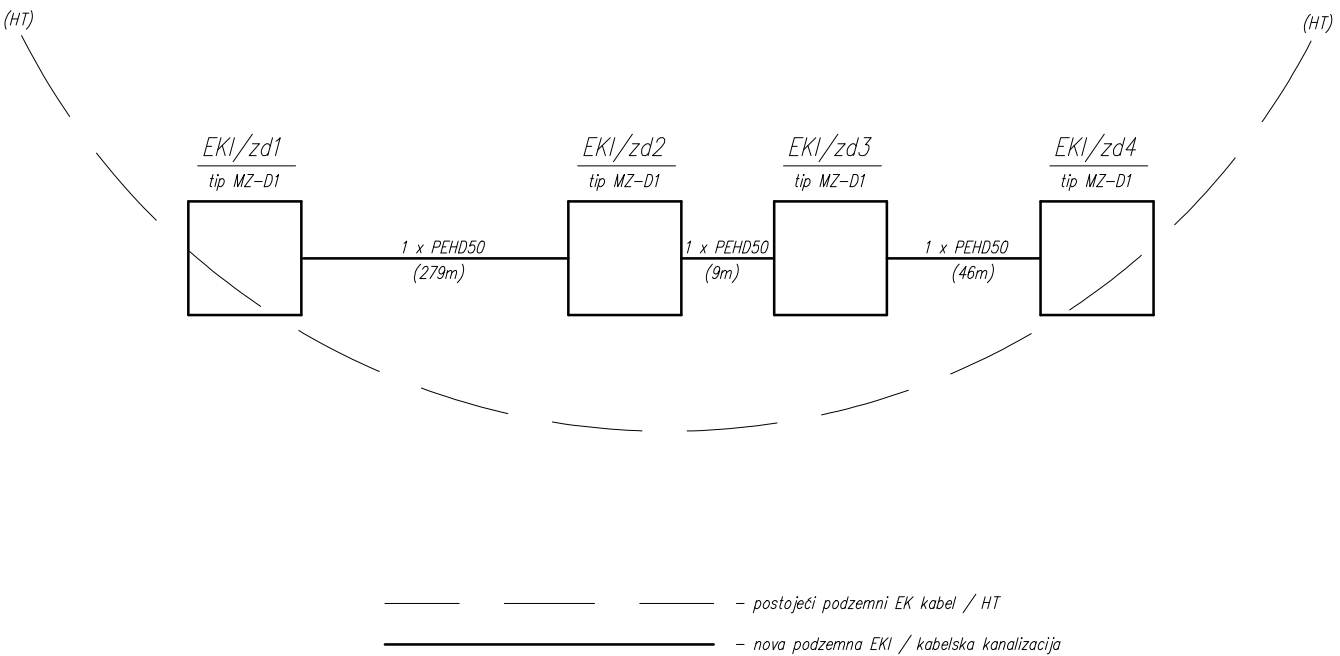 (HT)
(HT)
EKI/zd1
tip MZ-D1
EKI/zd2
tip MZ-D1
EKI/zd3
tip MZ-D1
EKI/zd4
tip MZ-D1
1 x PEHD50
(279m)
1 x PEHD50
(9m)
1 x PEHD50
(46m)
- postojeći podzemni EK kabel / HT
- nova podzemna EKI / kabelska kanalizacija